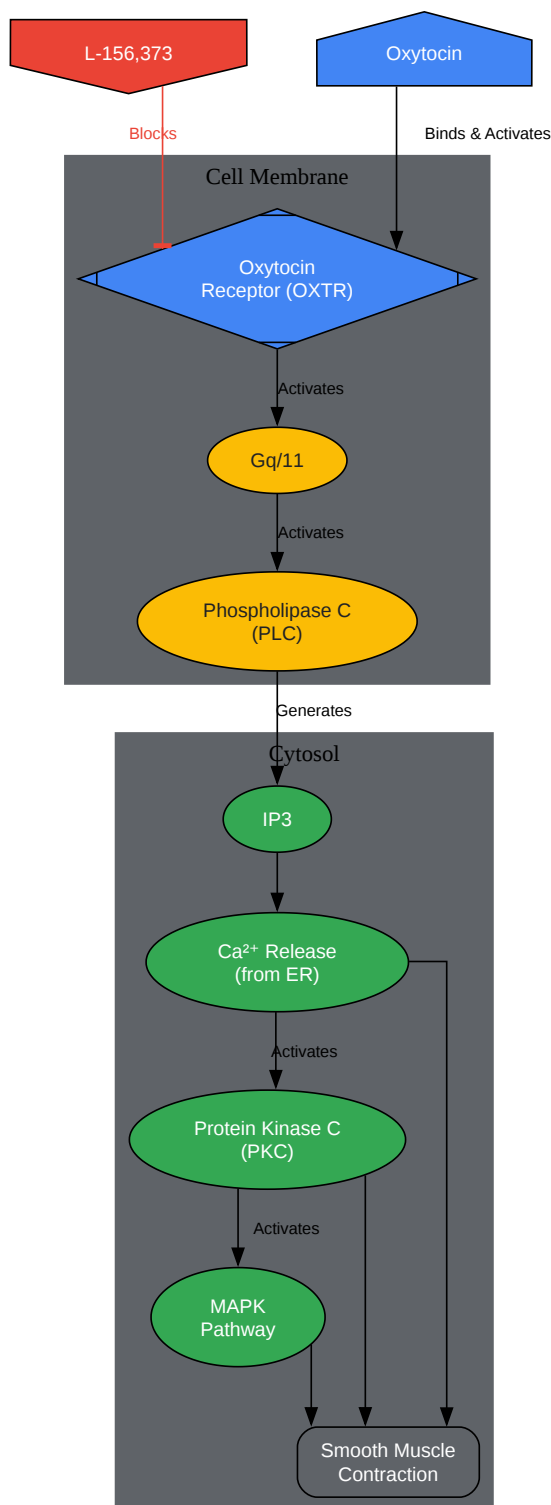 L-156,373
Oxytocin
Blocks
Binds & Activates
Cell Membrane
Oxytocin
Receptor (OXTR)
Activates
Gq/11
Activates
Phospholipase C
(PLC)
Generates
Cytosol
IP3
Ca²⁺ Release
(from ER)
Activates
Protein Kinase C
(PKC)
Activates
MAPK
Pathway
Smooth Muscle
Contraction